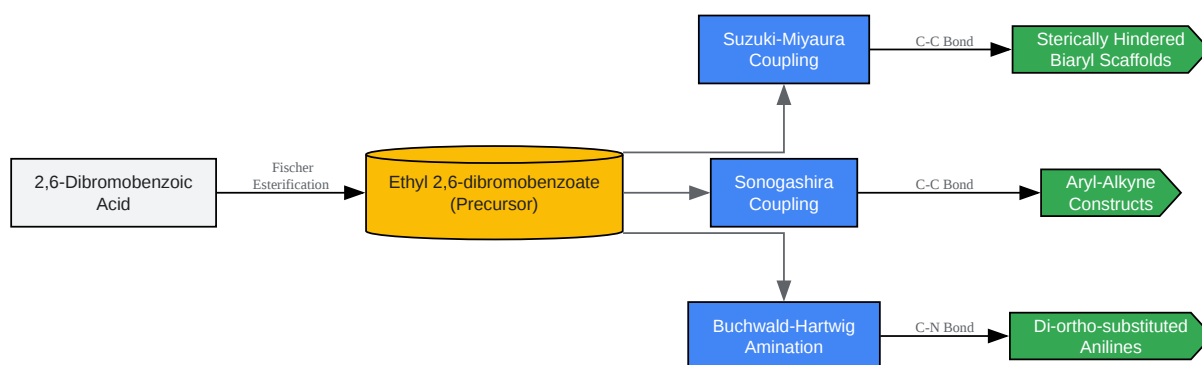 Suzuki-Miyaura
Coupling
C-C Bond
Sterically Hindered
Biaryl Scaffolds
2,6-Dibromobenzoic
Acid
Fischer
Esterification
Ethyl 2,6-dibromobenzoate
(Precursor)
Sonogashira
Coupling
C-C Bond
Aryl-Alkyne
Constructs
Buchwald-Hartwig
Amination
C-N Bond
Di-ortho-substituted
Anilines